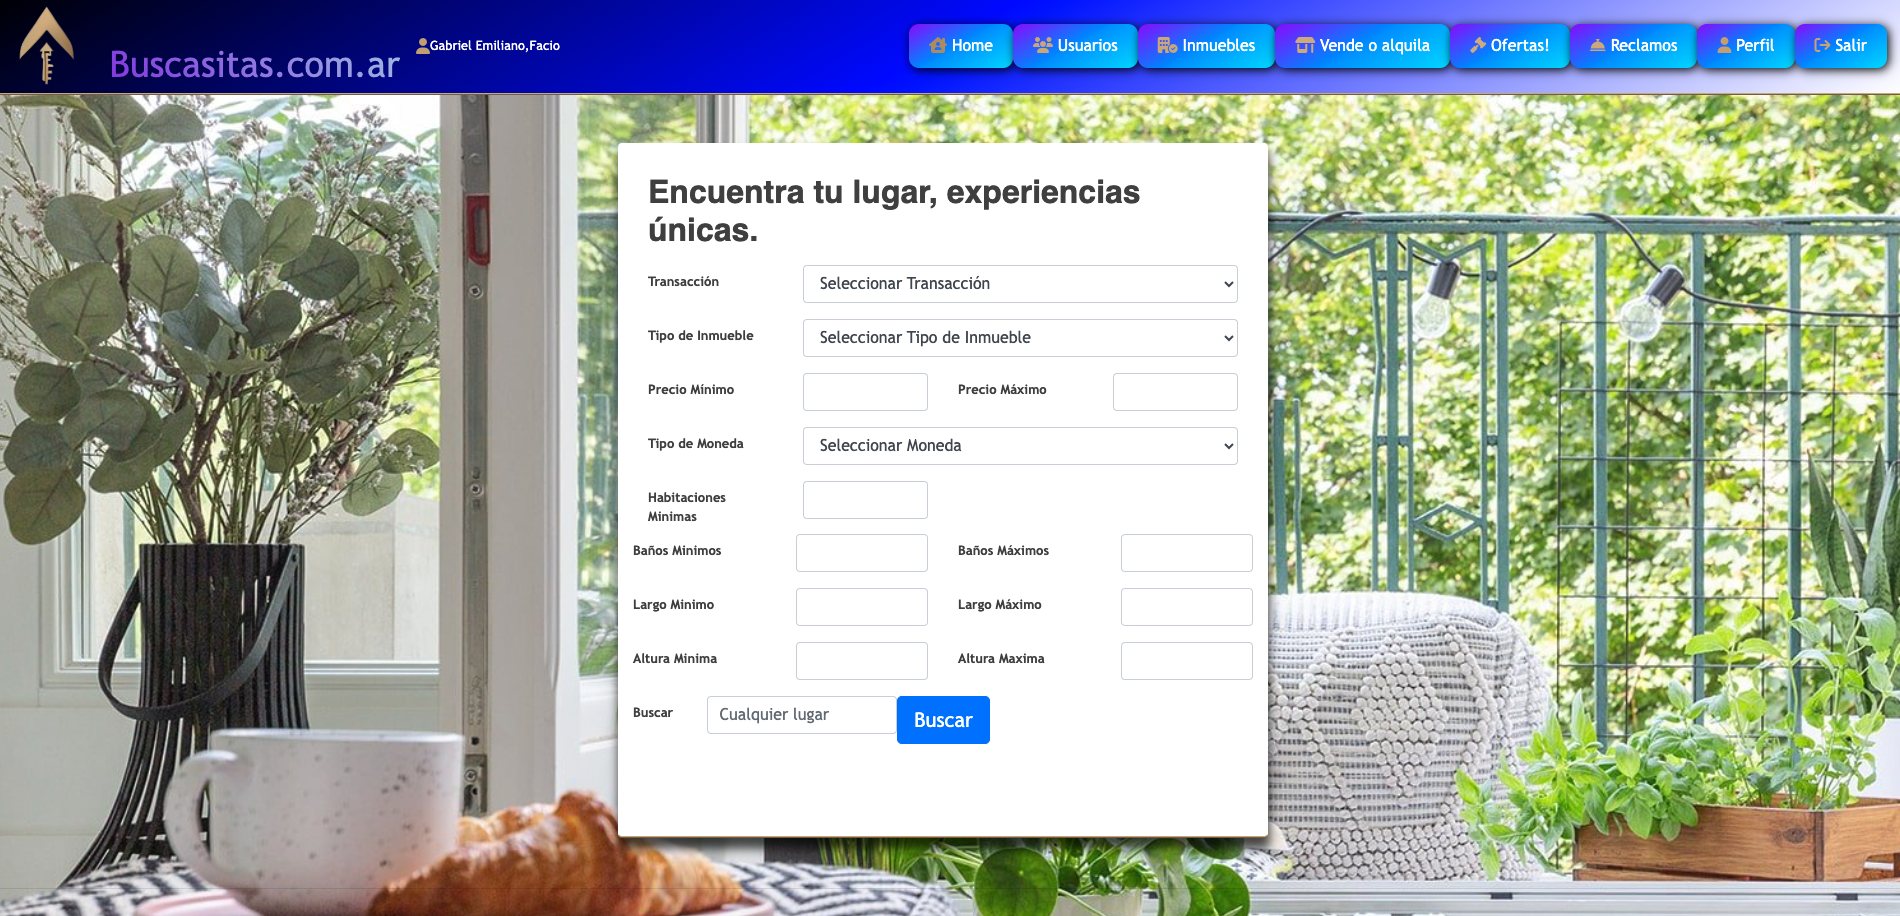 Buscasitas.com.ar
Gabriel Emiliano,Facio
Home
Usuarios
Inmuebles
Vende o alquila
Ofertas!
Reclamos
Perfil
Salir
Encuentra tu lugar, experiencias
únicas.
Transacción
Seleccionar Transacción
Tipo de Inmueble
Seleccionar Tipo de Inmueble
Precio Mínimo
Precio Máximo
Tipo de Moneda
Seleccionar Moneda
Habitaciones
Minimas
Baños Minimos
Baños Máximos
Largo Minimo
Largo Máximo
Altura Minima
Altura Maxima
Buscar
Cualquier lugar
Buscar